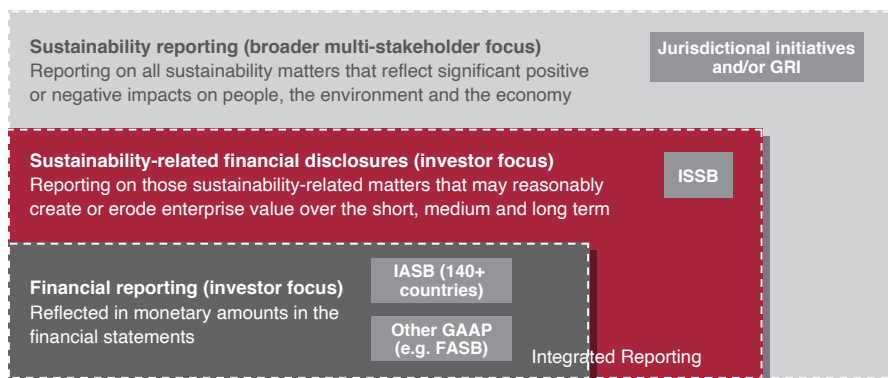 Sustainability reporting (broader multi-stakeholder focus)
Reporting on all sustainability matters that reflect significant positive
or negative impacts on people, the environment and the economy
Jurisdictional initiatives
and/or GRI
Sustainability-related financial disclosures (investor focus)
Reporting on those sustainability-related matters that may reasonably
create or erode enterprise value over the short, medium and long term
ISSB
Financial reporting (investor focus)
Reflected in monetary amounts in the
financial statements
IASB (140+
countries)
Other GAAP
(e.g. FASB)
Integrated Reporting